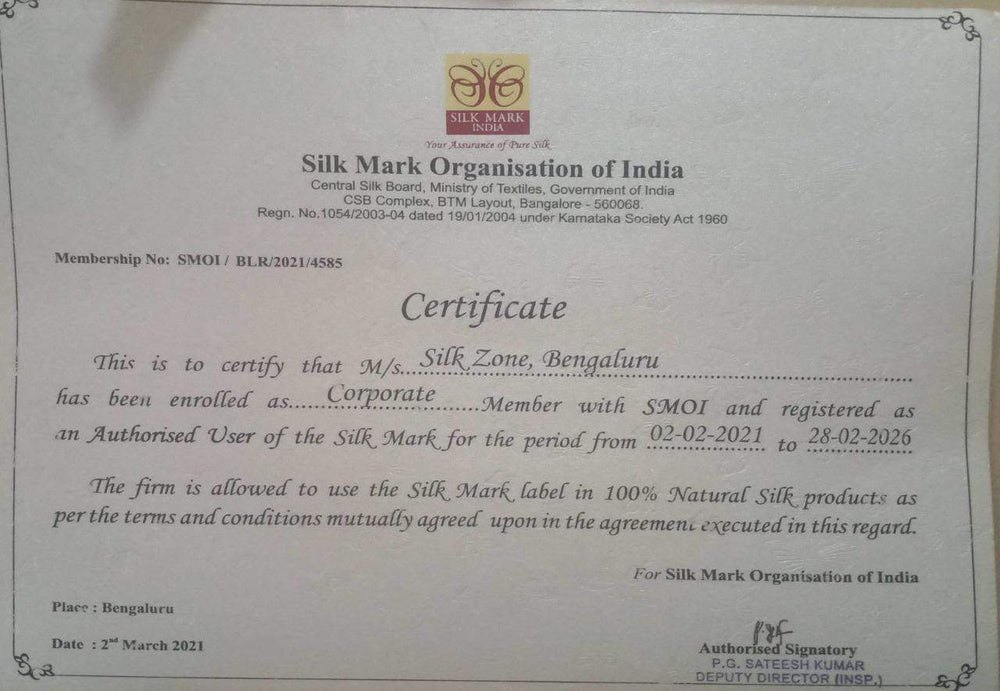 SILK MARK
INDIA
Your Assurance of Pure Silk
Silk Mark Organisation of India
Central Silk Board, Ministry of Textiles, Government of India
CSB Complex, BTM Layout, Bangalore - 560068.
Regn. No.1054/2003-04 dated 19/01/2004 under Karnataka Society Act 1960
Membership No: SMOI / BLR/2021/4585
Certificate
This is to certify that M/s. Silk Zone, Bengaluru
has been enrolled as Corporate Member with SMOI and registered as
an Authorised User of the Silk Mark for the period from 02-02-2021 to 28-02-2026
The firm is allowed to use the Silk Mark label in 100% Natural Silk products as
per the terms and conditions mutually agreed upon in the agreement executed in this regard.
For Silk Mark Organisation of India
Place : Bengaluru
Date : 2nd March 2021
Authorised Signatory
P.G. SATEESH KUMAR
DEPUTY DIRECTOR (INSP.)